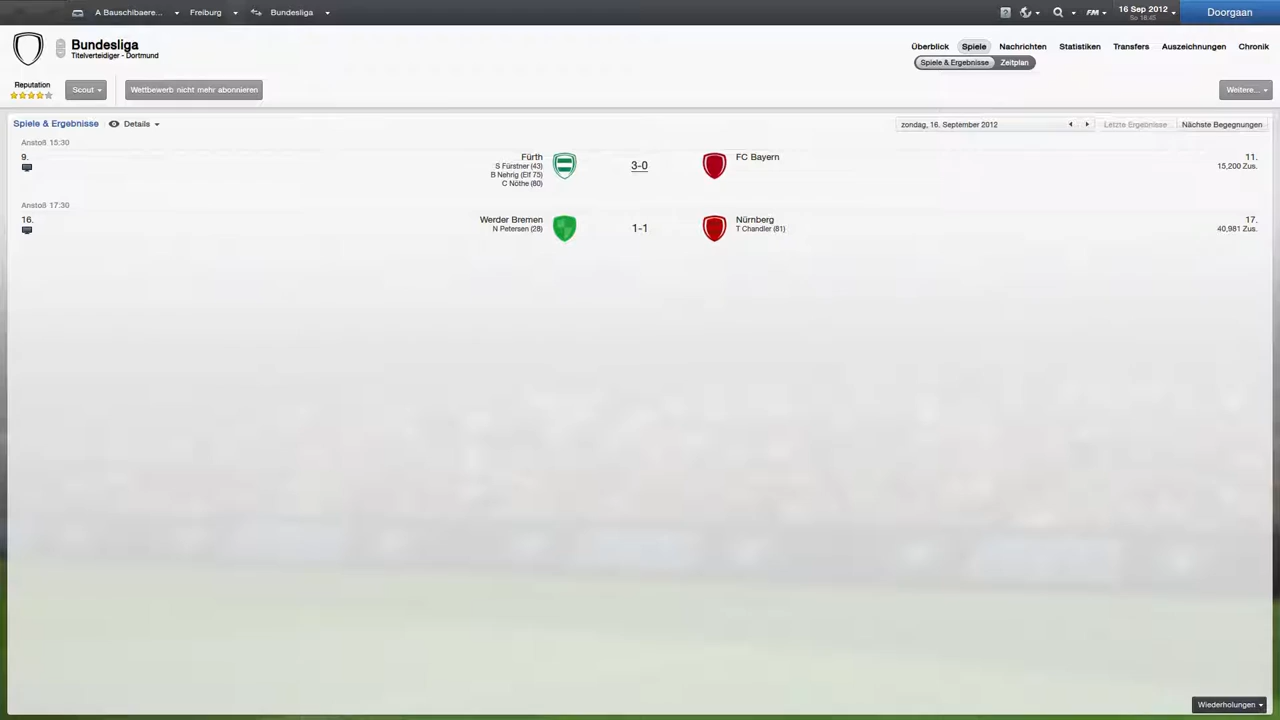 A Bauschibaere... Freiburg Bundesliga FM 16 Sep 2012 Doorgaan
So 18:45
Bundesliga
Titelverteidiger - Dortmund
Überblick Spiele Nachrichten Statistiken Transfers Auszeichnungen Chronik
Spiele & Ergebnisse Zeitplan
Reputation
Scout Wettbewerb nicht mehr abonnieren Weitere...
Spiele & Ergebnisse Details zondag, 16. September 2012 Letzte Ergebnisse Nächste Begegnungen
Anstoß 15:30
9. Fürth 3-0 FC Bayern 11.
S Fürstner (43) 15,200 Zus.
B Nehrig (Elf 75)
C Nöthe (80)
Anstoß 17:30
16. Werder Bremen 1-1 Nürnberg 17.
N Petersen (28) T Chandler (81) 40,981 Zus.
Wiederholungen